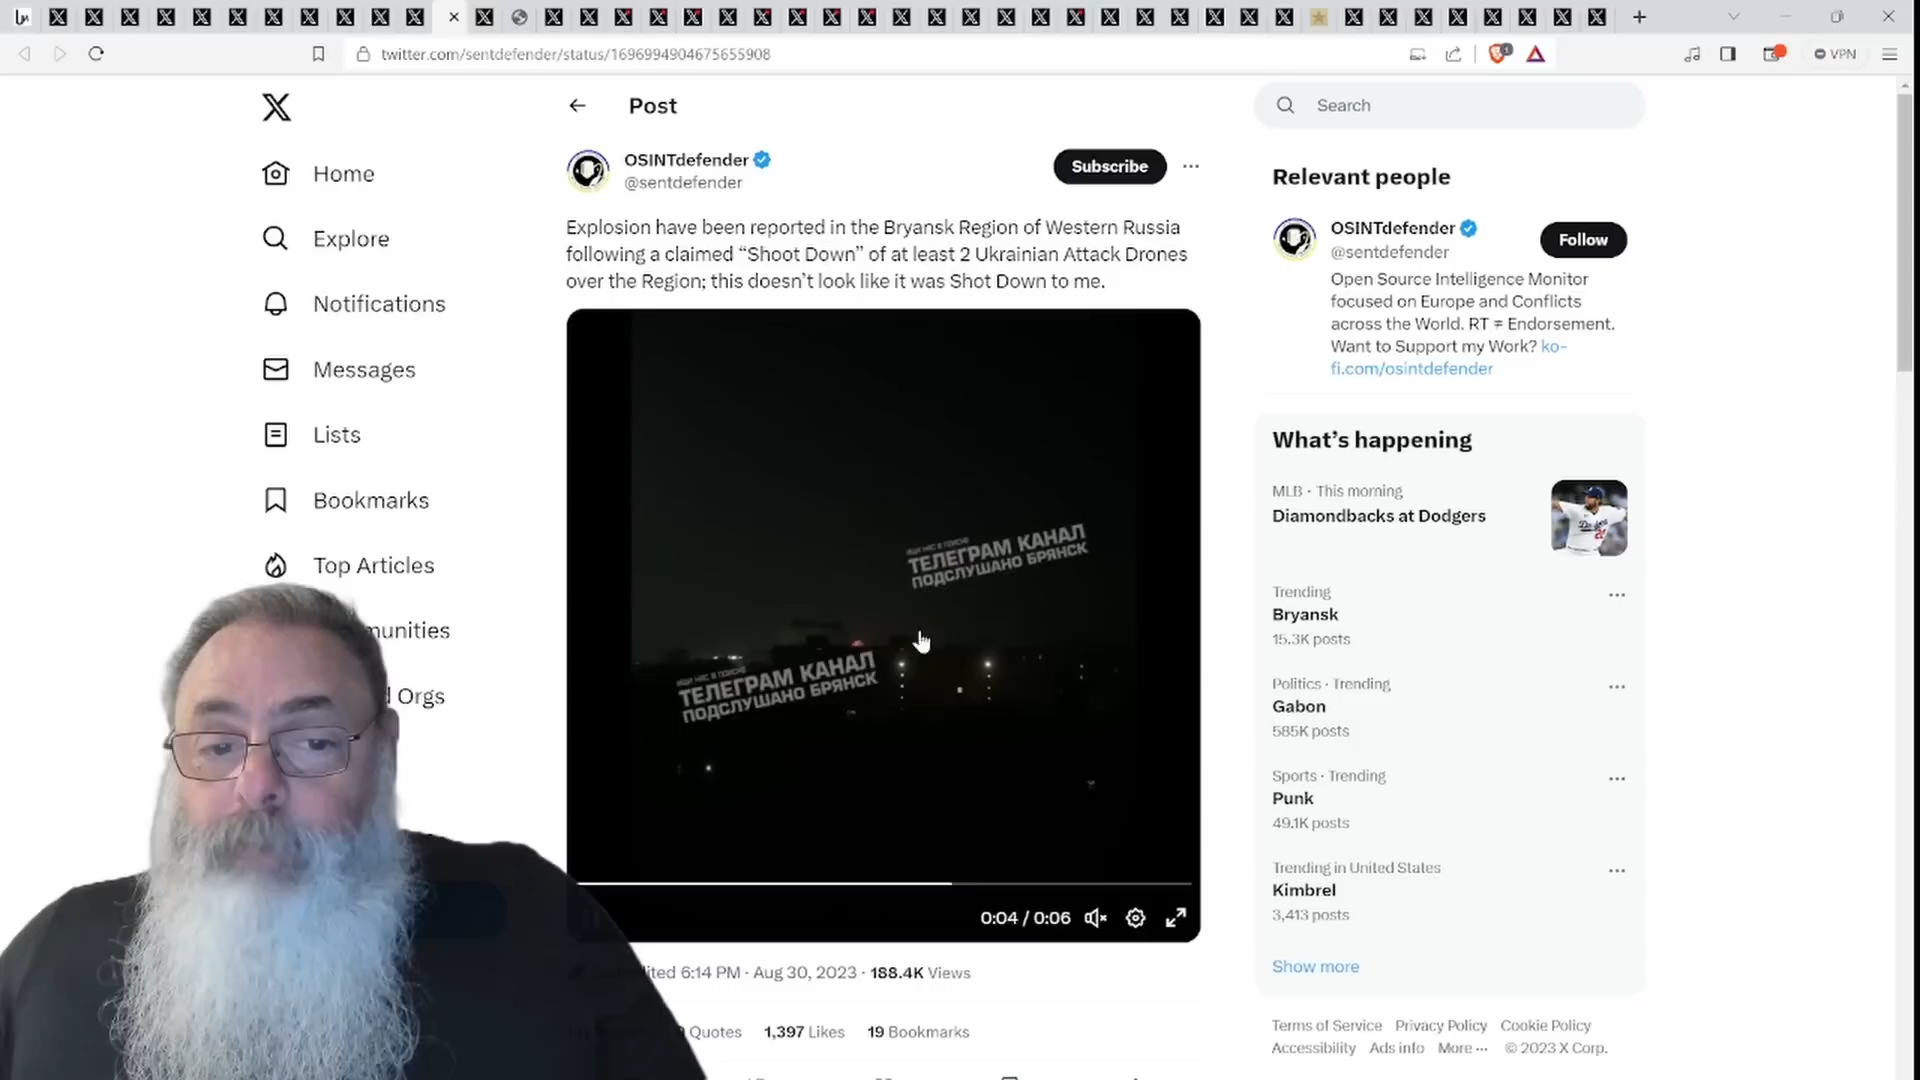 twitter.com/sentdefender/status/1696994904675655908
VPN
Home
Explore
Notifications
Messages
Lists
Bookmarks
Top Articles
Post
OSINTdefender
@sentdefender
Subscribe
Explosion have been reported in the Bryansk Region of Western Russia
following a claimed “Shoot Down” of at least 2 Ukrainian Attack Drones
over the Region; this doesn’t look like it was Shot Down to me.
ИЩИ НАС В ПОИСКЕ
ТЕЛЕГРАМ КАНАЛ
ПОДСЛУШАНО БРЯНСК
ИЩИ НАС В ПОИСКЕ
ТЕЛЕГРАМ КАНАЛ
ПОДСЛУШАНО БРЯНСК
0:04 / 0:06
6:14 PM · Aug 30, 2023 · 188.4K Views
Quotes 1,397 Likes 19 Bookmarks
Search
Relevant people
OSINTdefender
@sentdefender
Follow
Open Source Intelligence Monitor
focused on Europe and Conflicts
across the World. RT ≠ Endorsement.
Want to Support my Work? ko-
fi.com/osintdefender
What’s happening
MLB · This morning
Diamondbacks at Dodgers
Trending
Bryansk
15.3K posts
Politics · Trending
Gabon
585K posts
Sports · Trending
Punk
49.1K posts
Trending in United States
Kimbrel
3,413 posts
Show more
Terms of Service Privacy Policy Cookie Policy
Accessibility Ads info More ··· © 2023 X Corp.